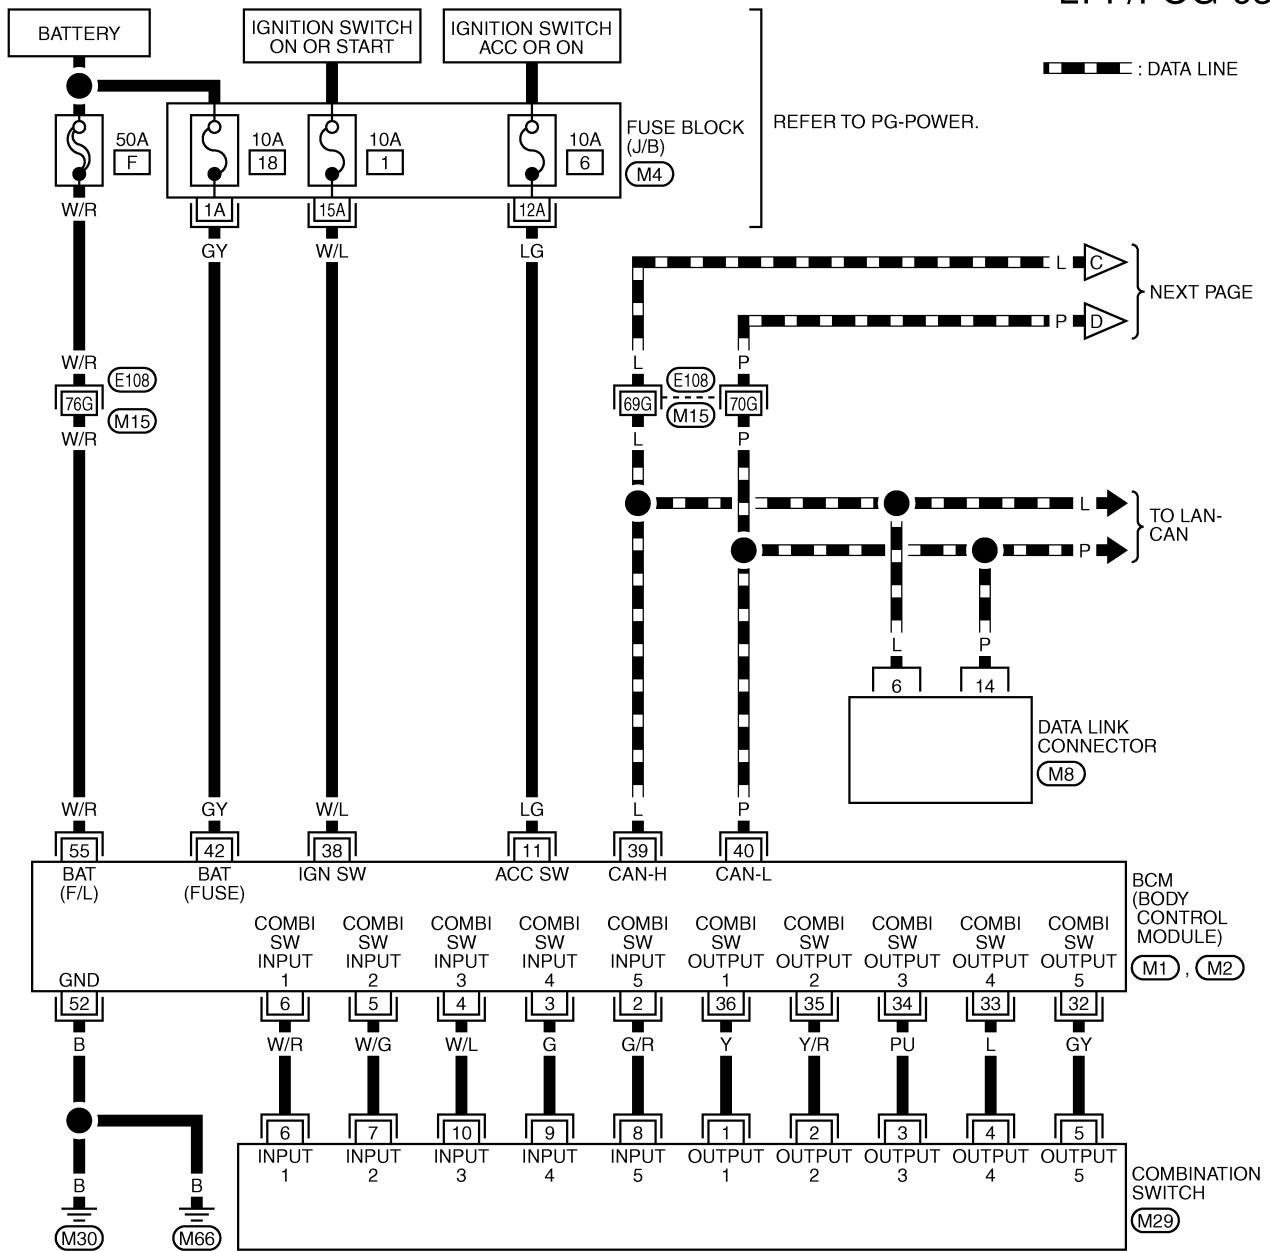 BATTERY
IGNITION SWITCH
ON OR START
IGNITION SWITCH
ACC OR ON
: DATA LINE
50A
F
10A
18
10A
1
10A
6
FUSE BLOCK
(J/B)
M4
REFER TO PG-POWER.
W/R
1A
15A
12A
GY
W/L
LG
L
C
NEXT PAGE
P
D
W/R
L
P
E108
E108
76G
69G
70G
M15
M15
W/R
L
P
L
TO LAN-
CAN
P
L
P
6
14
DATA LINK
CONNECTOR
M8
W/R
GY
W/L
LG
L
P
55
42
38
11
39
40
BAT
(F/L)
BAT
(FUSE)
IGN SW
ACC SW
CAN-H
CAN-L
BCM
(BODY
CONTROL
MODULE)
M1 , M2
COMBI
SW
INPUT
1
COMBI
SW
INPUT
2
COMBI
SW
INPUT
3
COMBI
SW
INPUT
4
COMBI
SW
INPUT
5
COMBI
SW
OUTPUT
1
COMBI
SW
OUTPUT
2
COMBI
SW
OUTPUT
3
COMBI
SW
OUTPUT
4
COMBI
SW
OUTPUT
5
GND
52
6
5
4
3
2
36
35
34
33
32
B
W/R
W/G
W/L
G
G/R
Y
Y/R
PU
L
GY
6
7
10
9
8
1
2
3
4
5
INPUT
1
INPUT
2
INPUT
3
INPUT
4
INPUT
5
OUTPUT
1
OUTPUT
2
OUTPUT
3
OUTPUT
4
OUTPUT
5
COMBINATION
SWITCH
M29
B
B
M30
M66